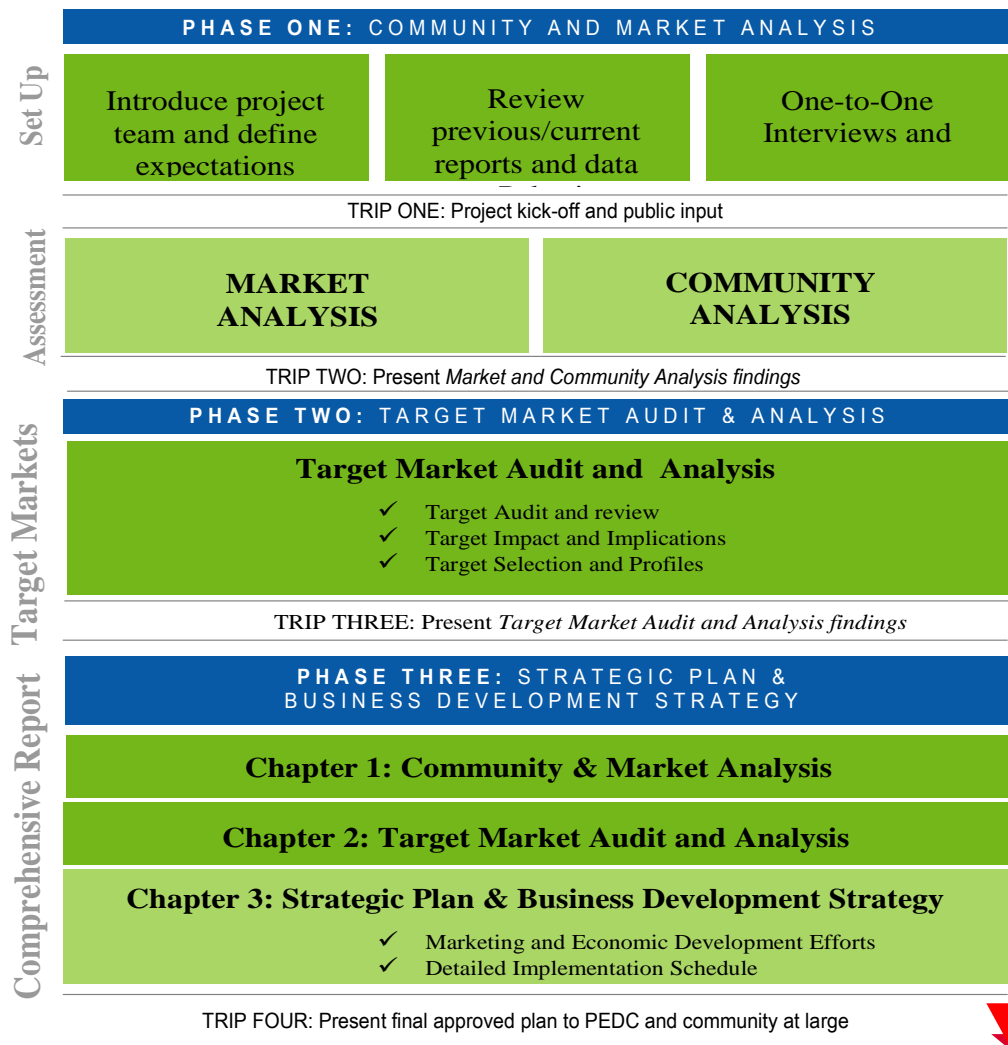 PHASE ONE: COMMUNITY AND MARKET ANALYSIS
Set Up
Introduce project
team and define
expectations
Review
previous/current
reports and data
One-to-One
Interviews and
TRIP ONE: Project kick-off and public input
Assessment
MARKET
ANALYSIS
COMMUNITY
ANALYSIS
TRIP TWO: Present Market and Community Analysis findings
PHASE TWO: TARGET MARKET AUDIT & ANALYSIS
Target Markets
Target Market Audit and Analysis
✓ Target Audit and review
✓ Target Impact and Implications
✓ Target Selection and Profiles
TRIP THREE: Present Target Market Audit and Analysis findings
PHASE THREE: STRATEGIC PLAN &
BUSINESS DEVELOPMENT STRATEGY
Comprehensive Report
Chapter 1: Community & Market Analysis
Chapter 2: Target Market Audit and Analysis
Chapter 3: Strategic Plan & Business Development Strategy
✓ Marketing and Economic Development Efforts
✓ Detailed Implementation Schedule
TRIP FOUR: Present final approved plan to PEDC and community at large